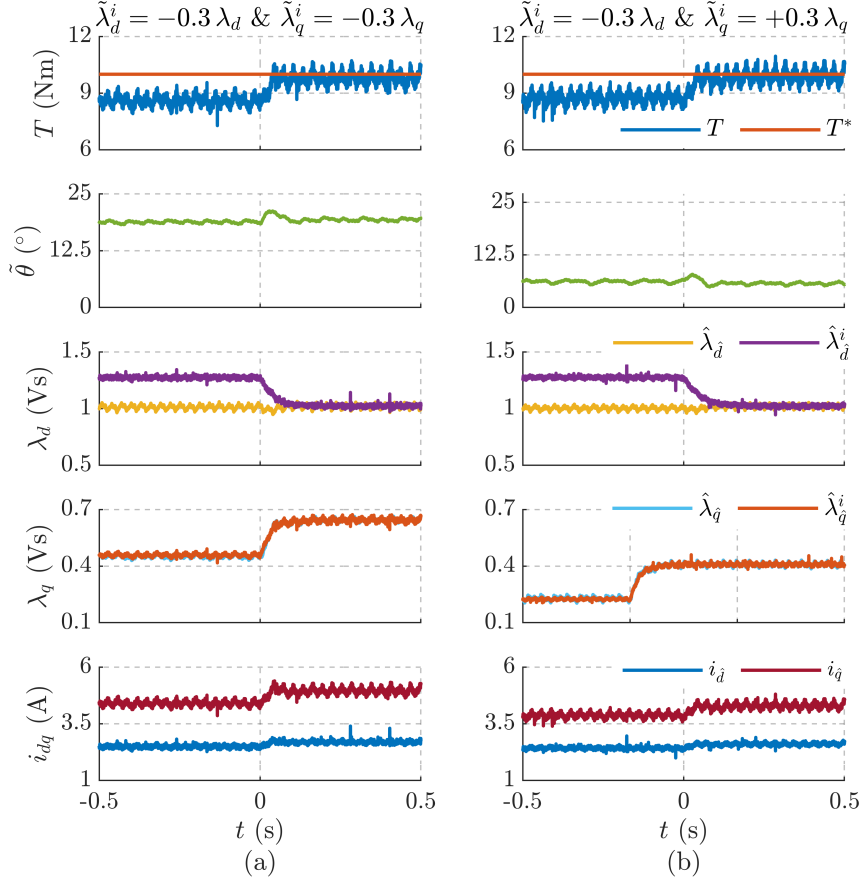 λ̃_d^i = −0.3 λ_d & λ̃_q^i = −0.3 λ_q
λ̃_d^i = −0.3 λ_d & λ̃_q^i = +0.3 λ_q
12
9
6
T (Nm)
12
9
6
T T*
25
12.5
0
θ̃ (°)
25
12.5
0
1.5
1
0.5
λ_d (Vs)
λ̂_d̂ λ̂_d̂^i
1.5
1
0.5
0.7
0.4
0.1
λ_q (Vs)
λ̂_q̂ λ̂_q̂^i
0.7
0.4
0.1
6
3.5
1
i_dq (A)
i_d̂ i_q̂
6
3.5
1
-0.5 0 0.5
-0.5 0 0.5
t (s)
t (s)
(a)
(b)